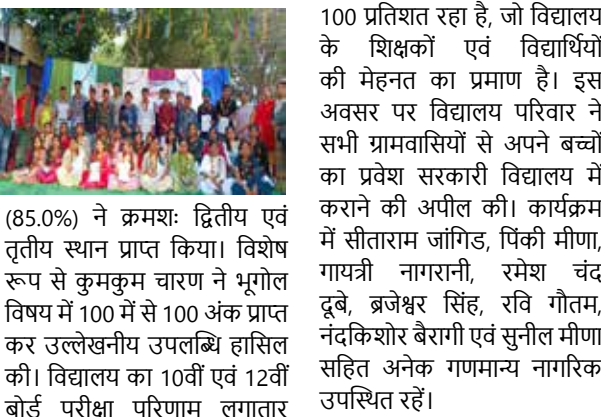 (85.0%) ने क्रमशः द्वितीय एवं
तृतीय स्थान प्राप्त किया। विशेष
रूप से कुमकुम चारण ने भूगोल
विषय में 100 में से 100 अंक प्राप्त
कर उल्लेखनीय उपलब्धि हासिल
की। विद्यालय का 10वीं एवं 12वीं
बोर्ड परीक्षा परिणाम लगातार
100 प्रतिशत रहा है, जो विद्यालय
के शिक्षकों एवं विद्यार्थियों
की मेहनत का प्रमाण है। इस
अवसर पर विद्यालय परिवार ने
सभी ग्रामवासियों से अपने बच्चों
का प्रवेश सरकारी विद्यालय में
कराने की अपील की। कार्यक्रम
में सीताराम जांगिड, पिंकी मीणा,
गायत्री नागरानी, रमेश चंद
दूबे, ब्रजेश्वर सिंह, रवि गौतम,
नंदकिशोर बैरागी एवं सुनील मीणा
सहित अनेक गणमान्य नागरिक
उपस्थित रहें।